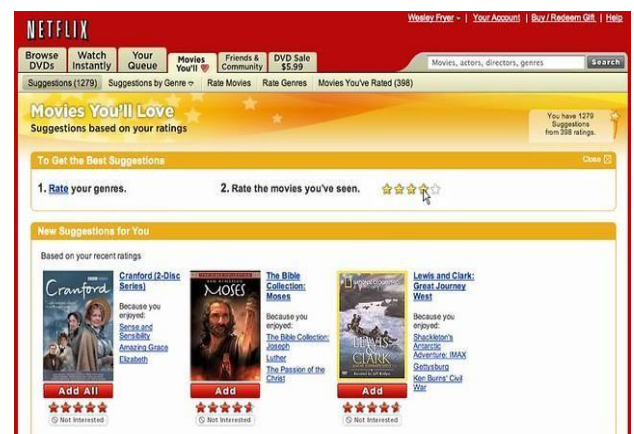 NETFLIX
Wesley Fryer | Your Account | Buy / Redeem Gift | Help
Browse DVDs
Watch Instantly
Your Queue
Movies You'll
Friends & Community
DVD Sale $5.99
Movies, actors, directors, genres
Search
Suggestions (1279) Suggestions by Genre Rate Movies Rate Genres Movies You've Rated (398)
Movies You'll Love
Suggestions based on your ratings
You have 1279
Suggestions
from 398 ratings.
To Get the Best Suggestions
Close
1. Rate your genres.
2. Rate the movies you've seen.
New Suggestions for You
Based on your recent ratings
Cranford
Cranford (2-Disc
Series)
Because you
enjoyed:
Sense and
Sensibility
Amazing Grace
Elizabeth
Add All
Not Interested
MOSES
The Bible
Collection:
Moses
Because you
enjoyed:
The Bible Collection:
Joseph
Luther
The Passion of the
Christ
Add
Not Interested
LEWIS
& CLARK
Lewis and Clark:
Great Journey
West
Because you
enjoyed:
Shackleton's
Antarctic
Adventure: IMAX
Gettysburg
Ken Burns' Civil
War
Add
Not Interested